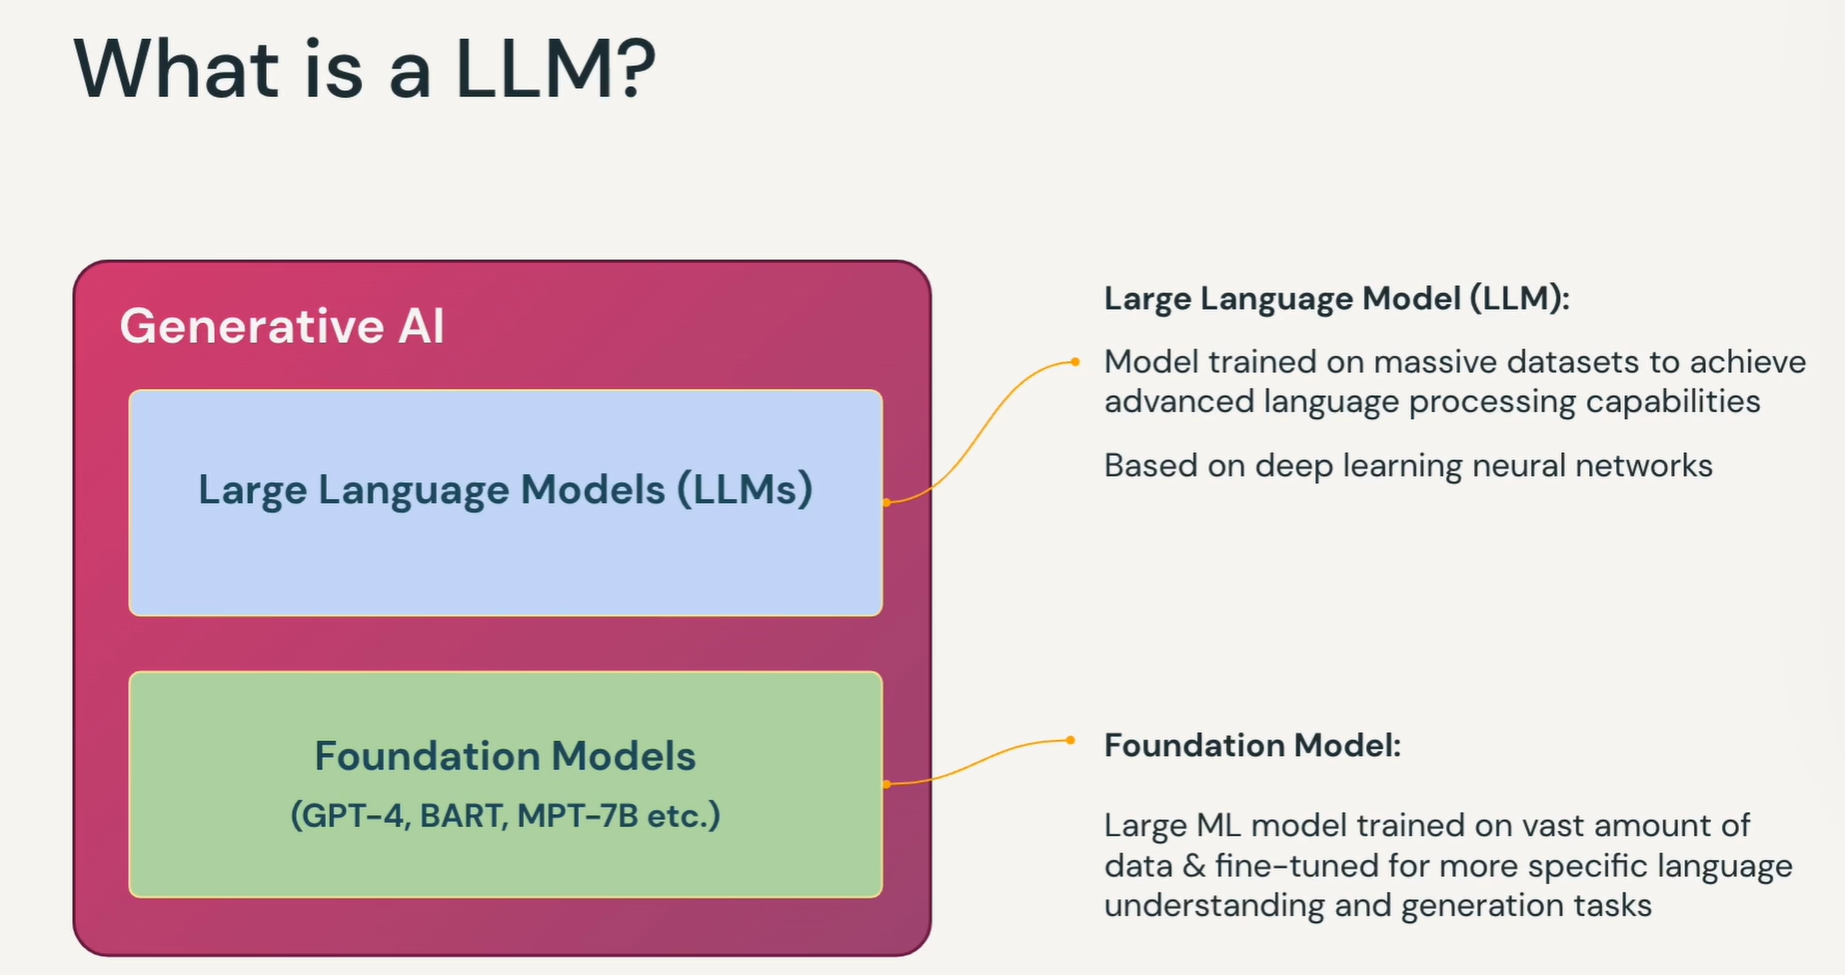 What is a LLM?
Generative AI
Large Language Models (LLMs)
Foundation Models
(GPT-4, BART, MPT-7B etc.)
Large Language Model (LLM):
Model trained on massive datasets to achieve
advanced language processing capabilities
Based on deep learning neural networks
Foundation Model:
Large ML model trained on vast amount of
data & fine-tuned for more specific language
understanding and generation tasks